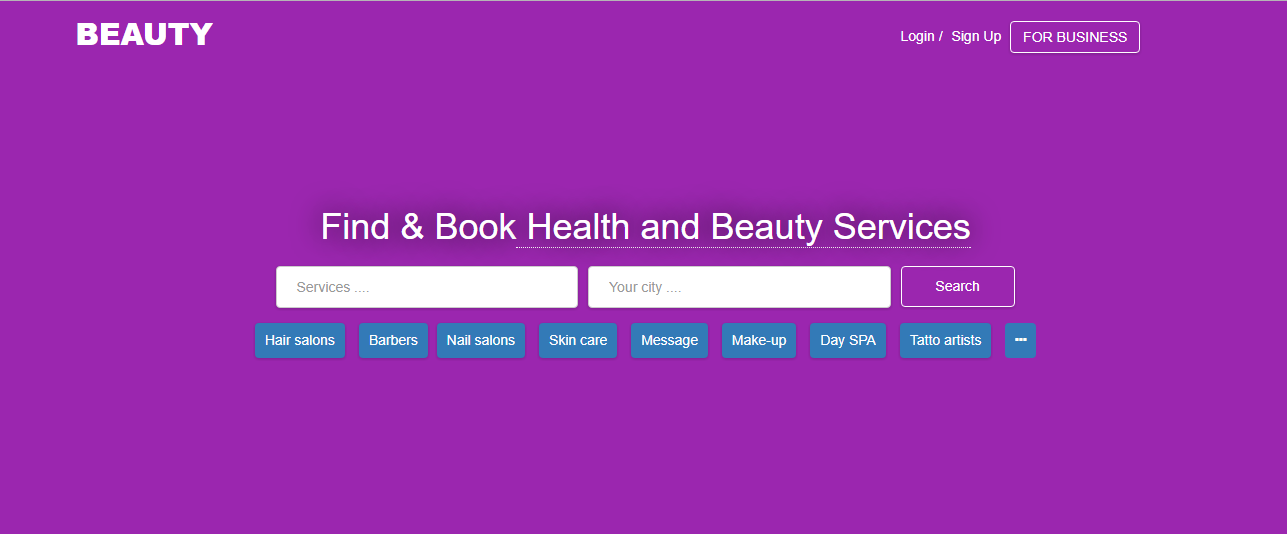 BEAUTY
Login / Sign Up FOR BUSINESS
Find & Book Health and Beauty Services
Services .... Your city .... Search
Hair salons Barbers Nail salons Skin care Message Make-up Day SPA Tatto artists ...